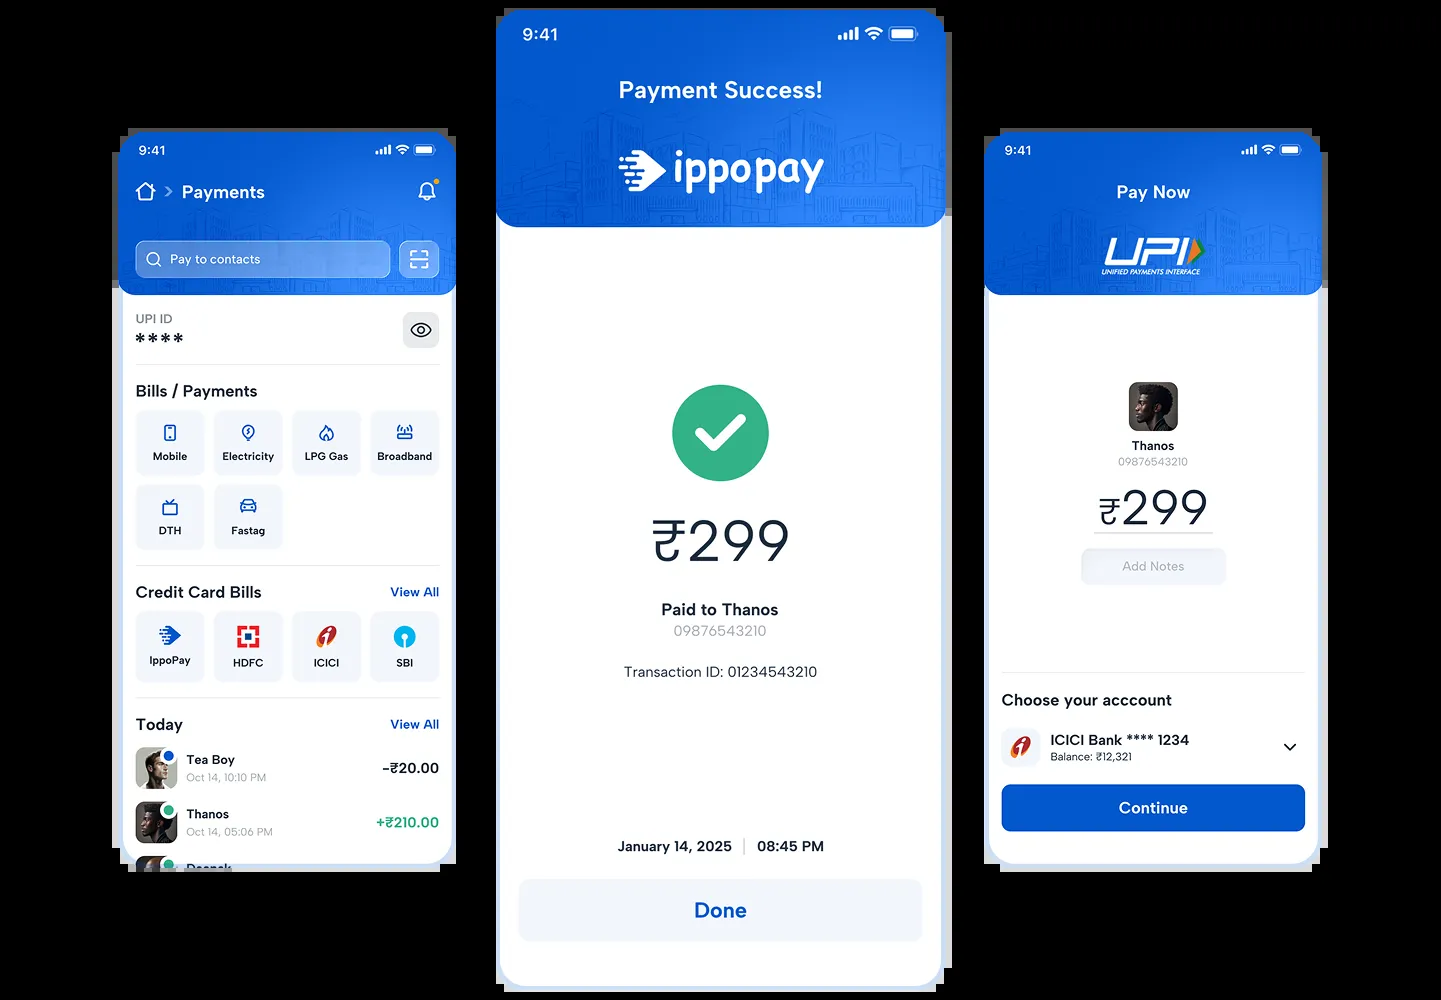 9:41
Payments
Pay to contacts
UPI ID
****
Bills / Payments
Mobile
Electricity
LPG Gas
Broadband
DTH
Fastag
Credit Card Bills
View All
IppoPay
HDFC
ICICI
SBI
Today
View All
Tea Boy
-₹20.00
Oct 14, 10:10 PM
Thanos
+₹210.00
Oct 14, 05:06 PM
Deepak
9:41
Payment Success!
ippopay
₹299
Paid to Thanos
09876543210
Transaction ID: 01234543210
January 14, 2025 | 08:45 PM
Done
9:41
Pay Now
UPI
UNIFIED PAYMENTS INTERFACE
Thanos
09876543210
₹299
Add Notes
Choose your acccount
ICICI Bank **** 1234
Balance: ₹12,321
Continue